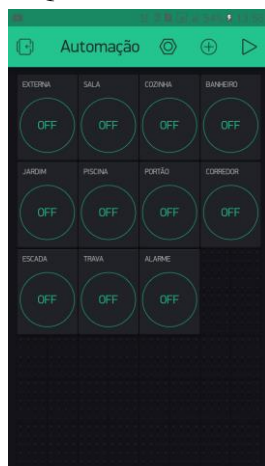 Automação
EXTERNA SALA COZINHA BANHEIRO
OFF OFF OFF OFF
JARDIM PISCINA PORTÃO CORREDOR
OFF OFF OFF OFF
ESCADA TRAVA ALARME
OFF OFF OFF